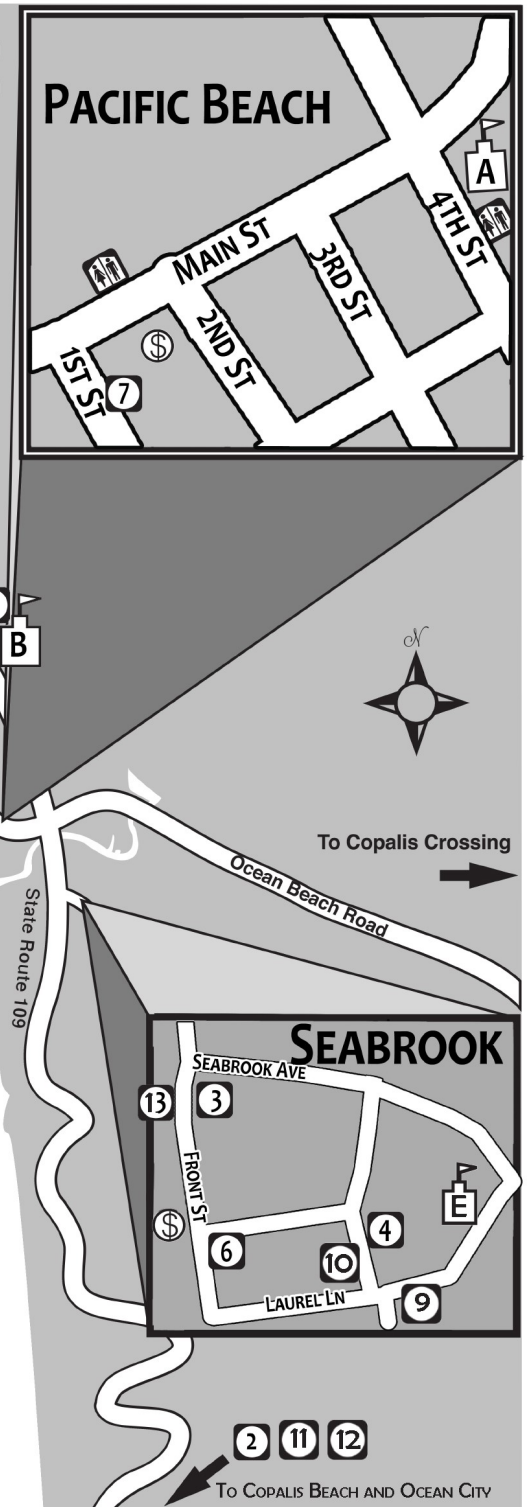 PACIFIC BEACH
A
4TH ST
MAIN ST
3RD ST
2ND ST
$
1ST ST
7
B
N
To Copalis Crossing
Ocean Beach Road
State Route 109
SEABROOK
SEABROOK AVE
13
3
FRONT ST
E
$
4
6
10
LAUREL LN
9
2 11 12
TO COPALIS BEACH AND OCEAN CITY